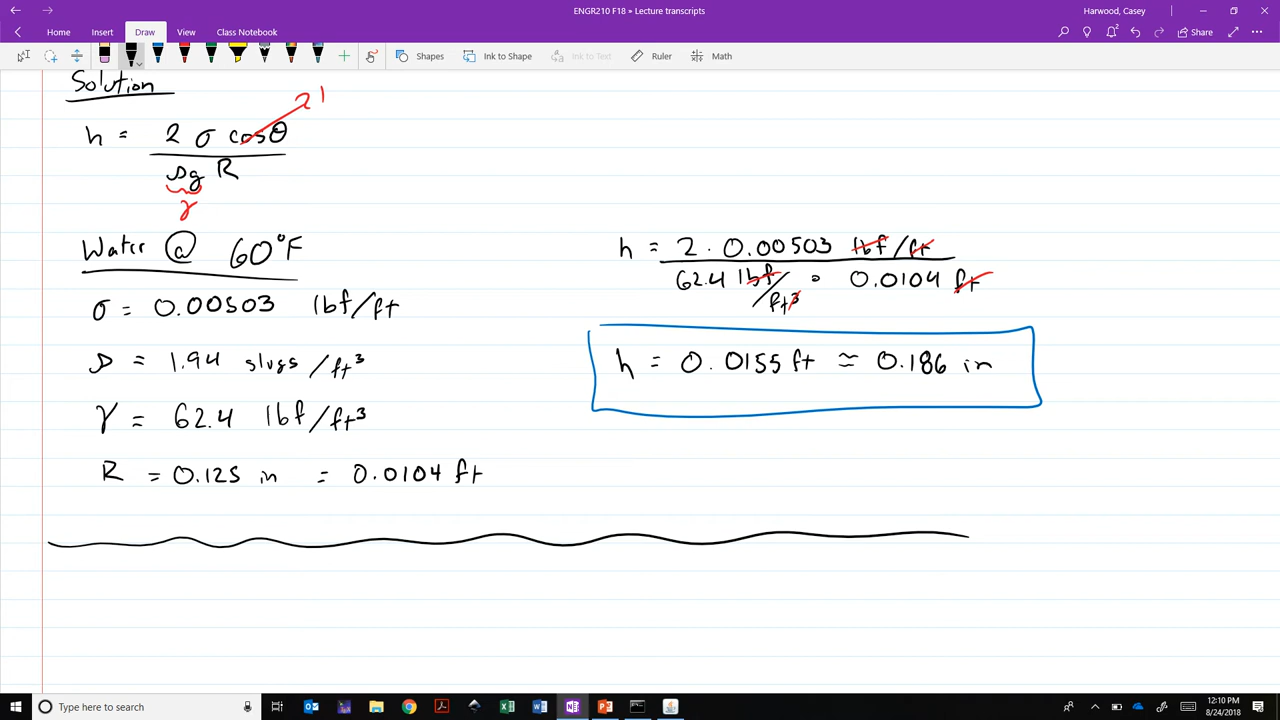 ENGR210 F18 » Lecture transcripts
Harwood, Casey
Home Insert Draw View Class Notebook
Share
Shapes Ink to Shape Ink to Text Ruler Math
Solution
h = 2 σ cosθ 1
ρg R
γ
Water @ 60°F
σ = 0.00503 lbf/ft
ρ = 1.94 slugs/ft³
γ = 62.4 lbf/ft³
R = 0.125 in = 0.0104 ft
h = 2 · 0.00503 lbf/ft
62.4 lbf/ft³ · 0.0104 ft
h = 0.0155 ft ≈ 0.186 in
Type here to search
12:10 PM
8/24/2018